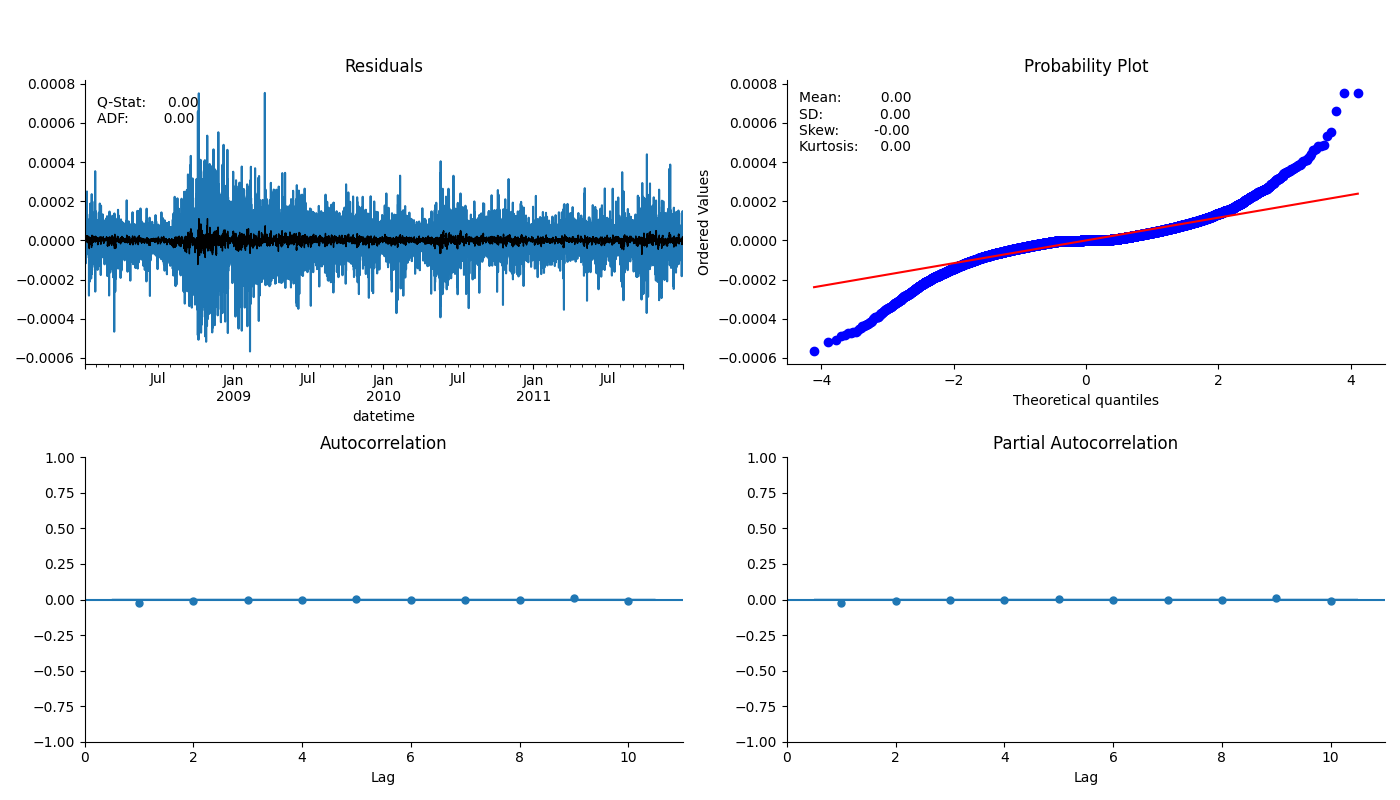 Residuals
0.0008
0.0006
0.0004
0.0002
0.0000
−0.0002
−0.0004
−0.0006
Q-Stat: 0.00
ADF: 0.00
Jul Jan Jul Jan Jul Jan Jul
2009 2010 2011
datetime
Probability Plot
Ordered Values
0.0008
0.0006
0.0004
0.0002
0.0000
−0.0002
−0.0004
−0.0006
Mean: 0.00
SD: 0.00
Skew: -0.00
Kurtosis: 0.00
−4 −2 0 2 4
Theoretical quantiles
Autocorrelation
1.00
0.75
0.50
0.25
0.00
−0.25
−0.50
−0.75
−1.00
0 2 4 6 8 10
Lag
Partial Autocorrelation
1.00
0.75
0.50
0.25
0.00
−0.25
−0.50
−0.75
−1.00
0 2 4 6 8 10
Lag